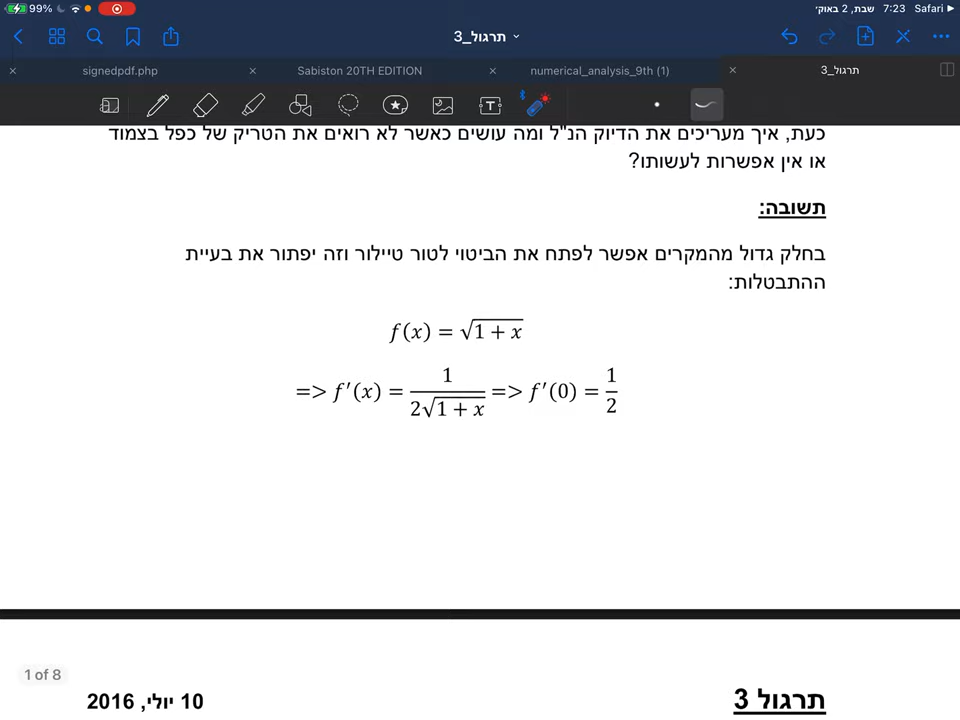 99%
שבת, 2 באוק׳ 7:23 Safari
תרגול_3
signedpdf.php
Sabiston 20TH EDITION
numerical_analysis_9th (1)
תרגול_3
כעת, איך מעריכים את הדיוק הנ"ל ומה עושים כאשר לא רואים את הטריק של כפל בצמוד
או אין אפשרות לעשותו?
תשובה:
בחלק גדול מהמקרים אפשר לפתח את הביטוי לטור טיילור וזה יפתור את בעיית
ההתבטלות:
f(x) = √(1 + x)
=> f′(x) = 1/(2√(1 + x)) => f′(0) = 1/2
1 of 8
תרגול 3
10 יולי, 2016